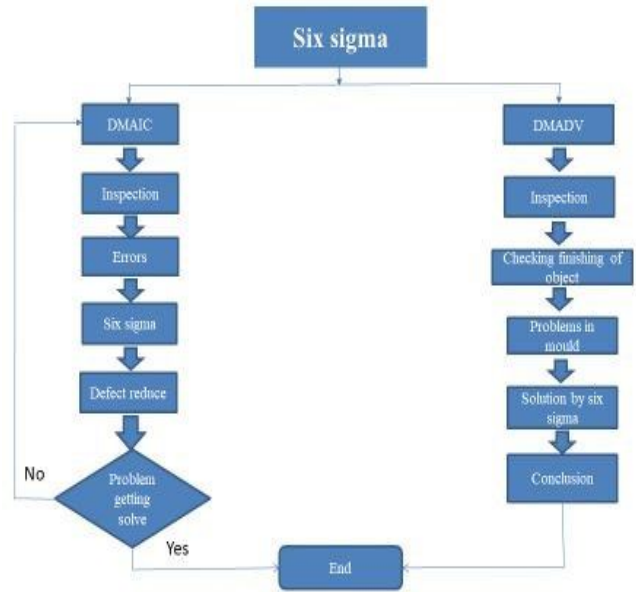 Six sigma
DMAIC
Inspection
Errors
Six sigma
Defect reduce
Problem
getting
solve
No
Yes
DMADV
Inspection
Checking finishing of
object
Problems in
mould
Solution by six
sigma
Conclusion
End